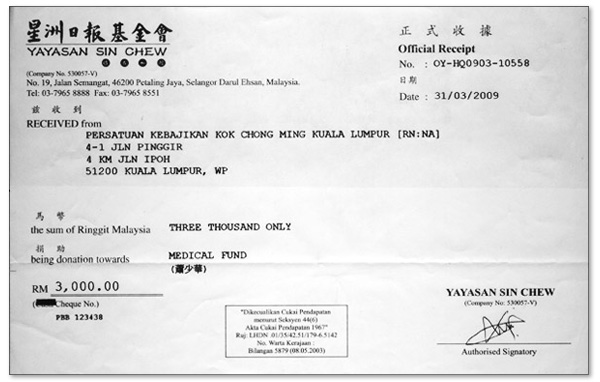 星洲日報基金會
YAYASAN SIN CHEW
(Company No. 530057-V)
No. 19, Jalan Semangat, 46200 Petaling Jaya, Selangor Darul Ehsan, Malaysia.
Tel: 03-7965 8888 Fax: 03-7965 8551
正式收據
Official Receipt
No. : OY-HQ0903-10558
日期
Date : 31/03/2009
茲收到
RECEIVED from
PERSATUAN KEBAJIKAN KOK CHONG MING KUALA LUMPUR [RN:NA]
4-1 JLN PINGGIR
4 KM JLN IPOH
51200 KUALA LUMPUR, WP
馬幣
the sum of Ringgit Malaysia THREE THOUSAND ONLY
捐助
being donation towards MEDICAL FUND
(蕭少華)
RM 3,000.00
Cheque No.)
PBB 123438
"Dikecualikan Cukai Pendapatan
menurut Seksyen 44(6)
Akta Cukai Pendapatan 1967"
Ruj: LHDN .01/35/42.51/179-6.5142
No. Warta Kerajaan :
Bilangan 5879 (08.05.2003)
YAYASAN SIN CHEW
(Company No. 530057-V)
Authorised Signatory